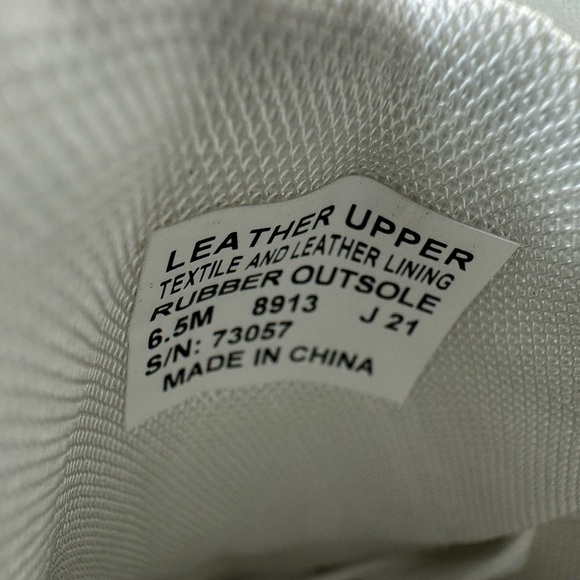 LEATHER UPPER
TEXTILE AND LEATHER LINING
RUBBER OUTSOLE
6.5M 8913 J 21
S/N: 73057
MADE IN CHINA